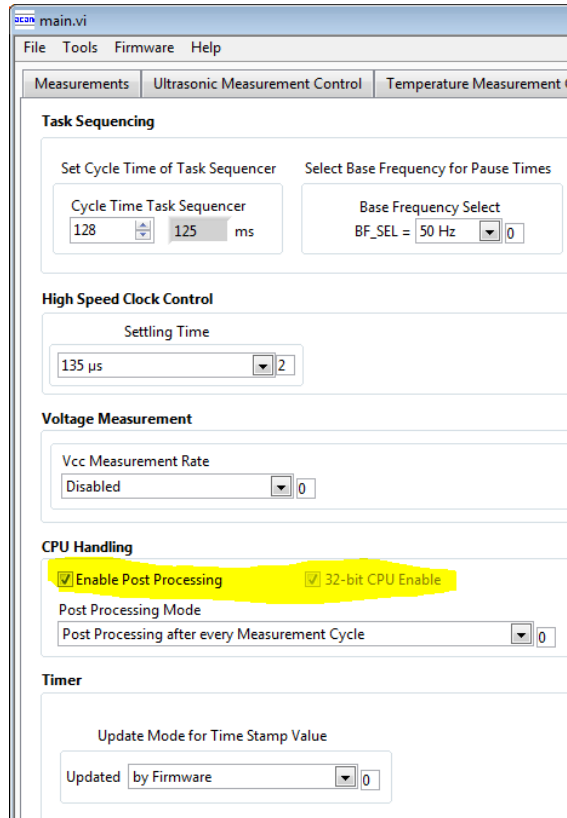 acam main.vi
File Tools Firmware Help
Measurements Ultrasonic Measurement Control Temperature Measurement
Task Sequencing
Set Cycle Time of Task Sequencer Select Base Frequency for Pause Times
Cycle Time Task Sequencer Base Frequency Select
128 125 ms BF_SEL = 50 Hz 0
High Speed Clock Control
Settling Time
135 µs 2
Voltage Measurement
Vcc Measurement Rate
Disabled 0
CPU Handling
Enable Post Processing 32-bit CPU Enable
Post Processing Mode
Post Processing after every Measurement Cycle 0
Timer
Update Mode for Time Stamp Value
Updated by Firmware 0